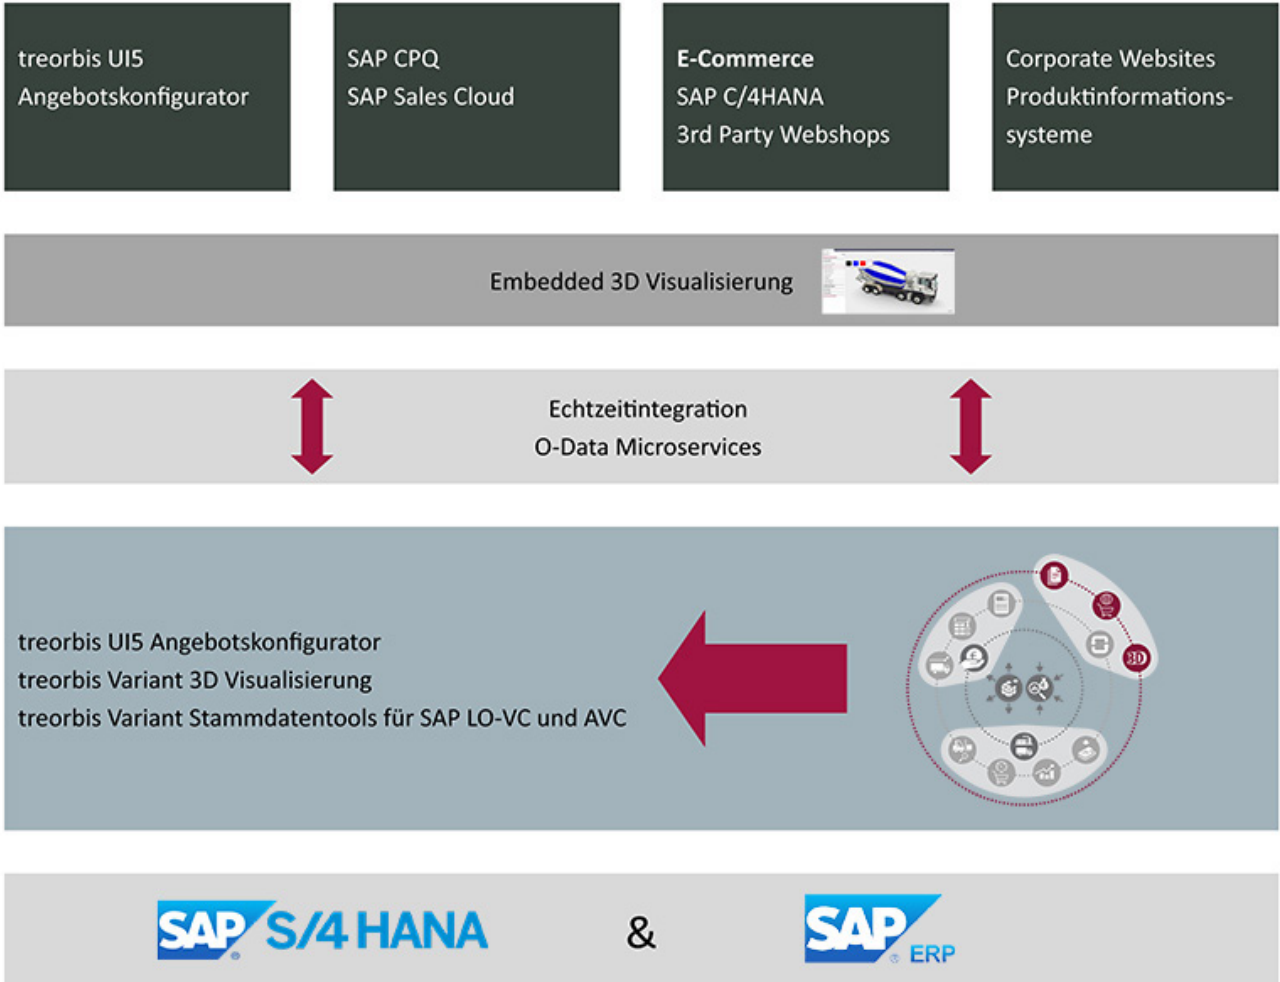 treorbis UI5
Angebotskonfigurator
SAP CPQ
SAP Sales Cloud
E-Commerce
SAP C/4HANA
3rd Party Webshops
Corporate Websites
Produktinformations-
systeme
Embedded 3D Visualisierung
Echtzeitintegration
O-Data Microservices
treorbis UI5 Angebotskonfigurator
treorbis Variant 3D Visualisierung
treorbis Variant Stammdatentools für SAP LO-VC und AVC
3D
SAP® S/4HANA
&
SAP® ERP